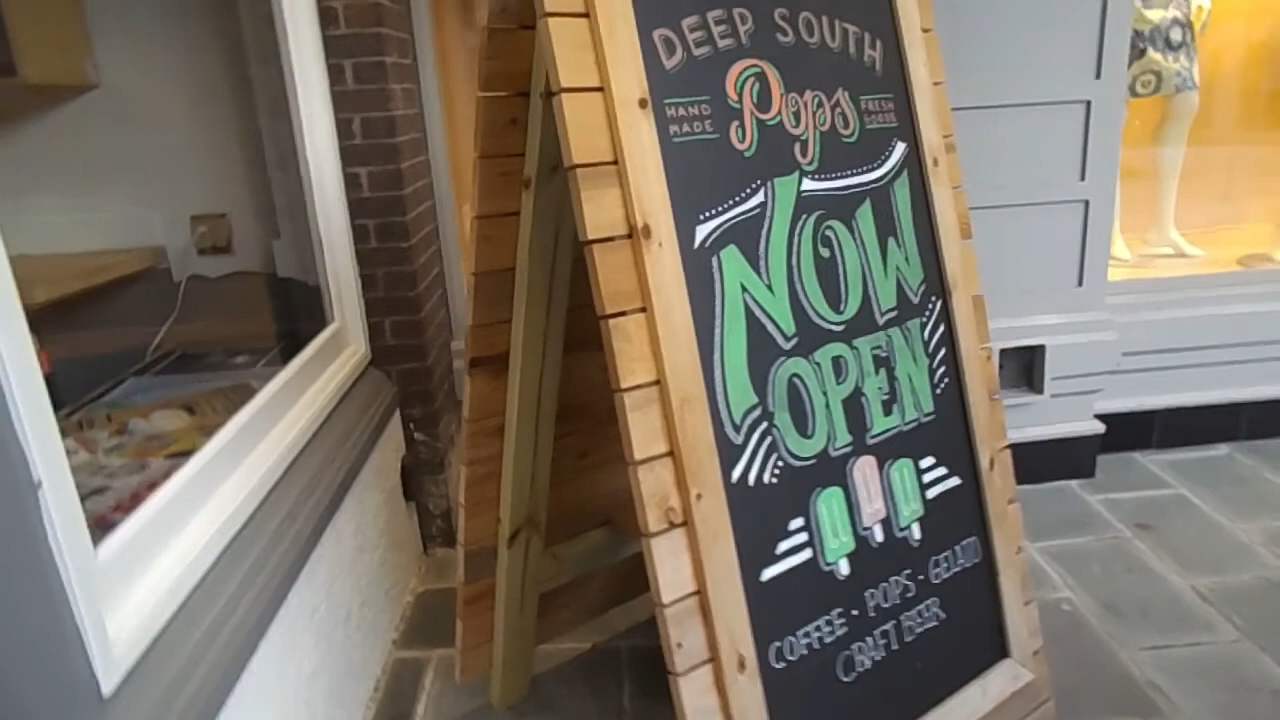 DEEP SOUTH
HAND MADE
Pops
FRESH GOODS
NOW
OPEN
COFFEE - POPS - GELATO
CRAFT BEER